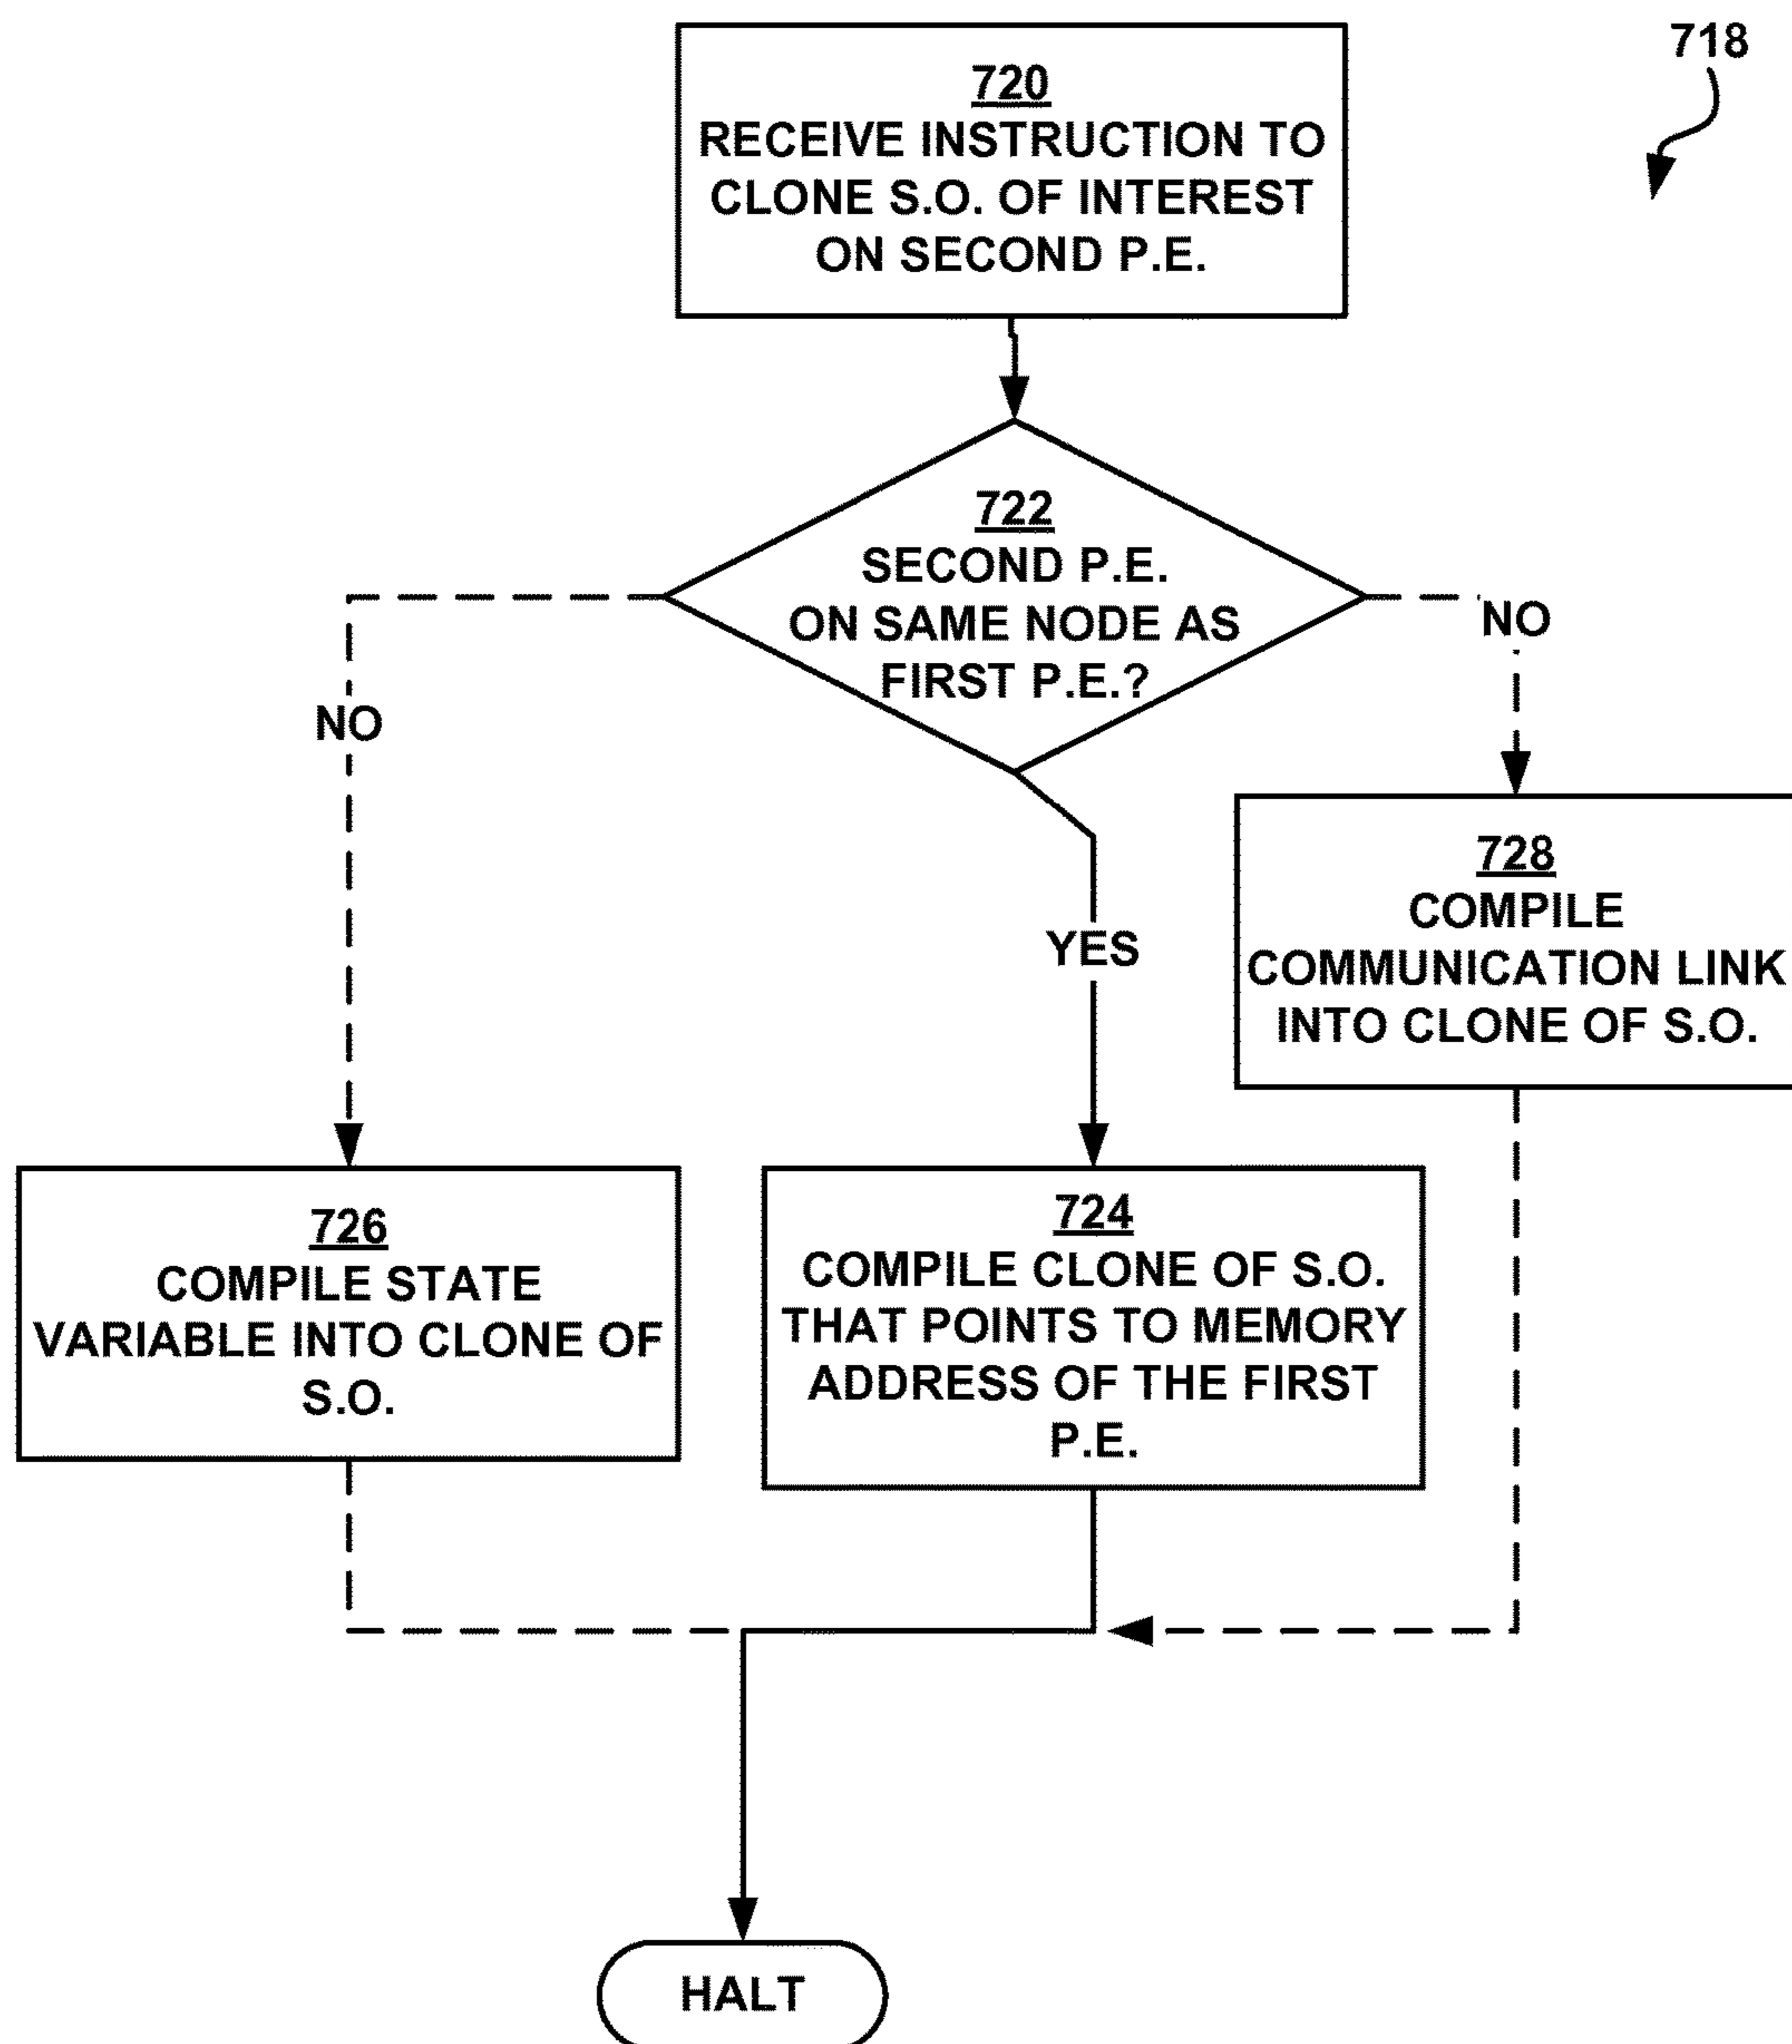 718
720
RECEIVE INSTRUCTION TO
CLONE S.O. OF INTEREST
ON SECOND P.E.
722
SECOND P.E.
ON SAME NODE AS
FIRST P.E.?
NO
NO
YES
728
COMPILE
COMMUNICATION LINK
INTO CLONE OF S.O.
726
COMPILE STATE
VARIABLE INTO CLONE OF
S.O.
724
COMPILE CLONE OF S.O.
THAT POINTS TO MEMORY
ADDRESS OF THE FIRST
P.E.
HALT